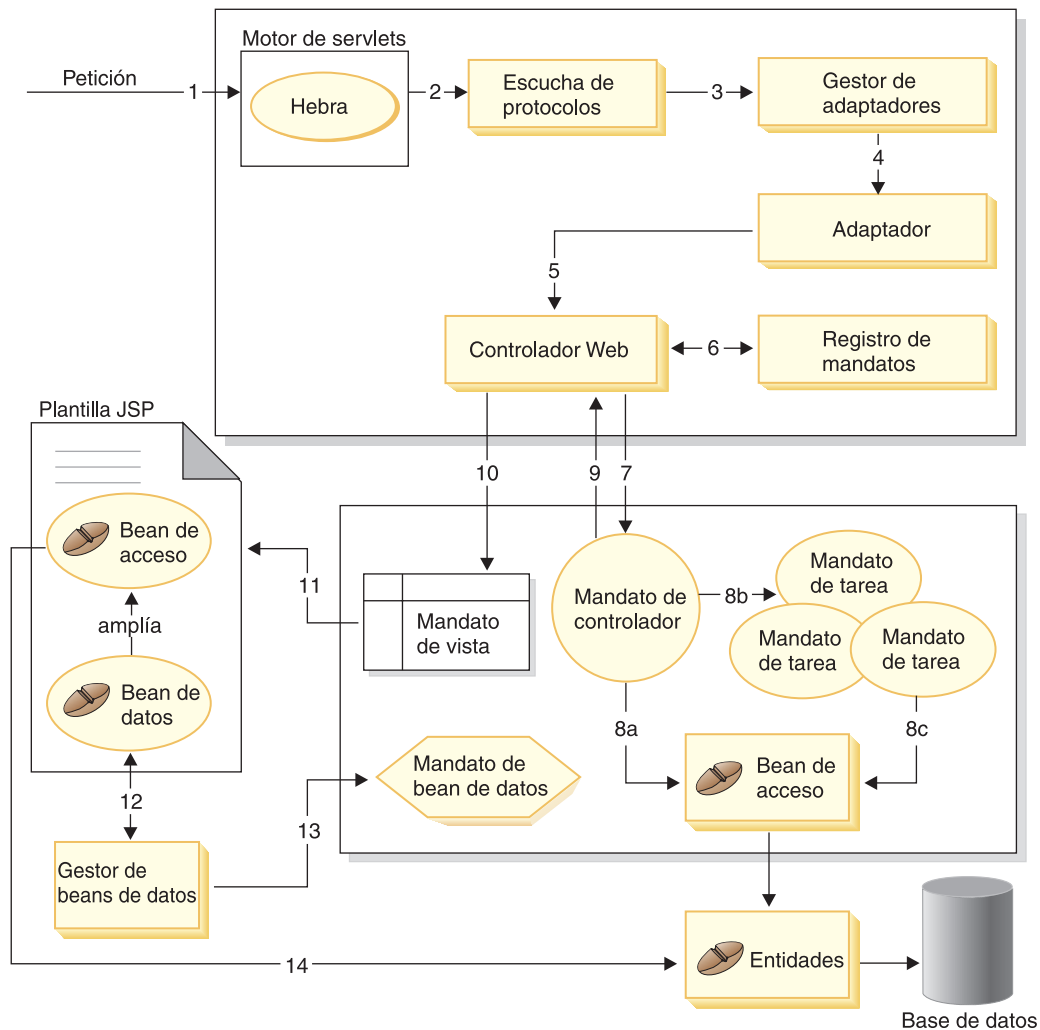 Motor de servlets
Petición
1
Hebra
2
Escucha de
protocolos
3
Gestor de
adaptadores
4
Adaptador
5
Controlador Web
6
Registro de
mandatos
Plantilla JSP
10
9
7
Bean de
acceso
amplía
Bean de
datos
11
Mandato
de vista
Mandato de
controlador
8b
Mandato
de tarea
Mandato
de tarea
Mandato
de tarea
8a
8c
12
Mandato de
bean de datos
Bean de
acceso
13
Gestor de
beans de datos
14
Entidades
Base de datos